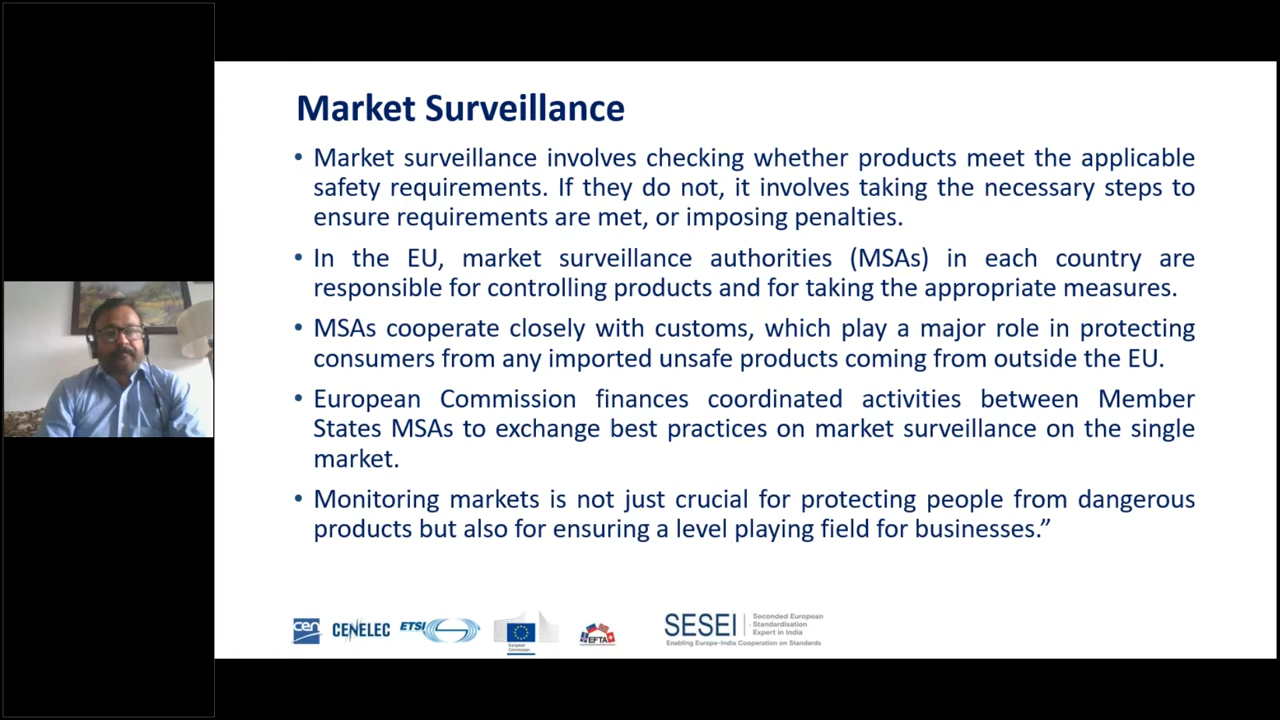 Market Surveillance
• Market surveillance involves checking whether products meet the applicable
safety requirements. If they do not, it involves taking the necessary steps to
ensure requirements are met, or imposing penalties.
• In the EU, market surveillance authorities (MSAs) in each country are
responsible for controlling products and for taking the appropriate measures.
• MSAs cooperate closely with customs, which play a major role in protecting
consumers from any imported unsafe products coming from outside the EU.
• European Commission finances coordinated activities between Member
States MSAs to exchange best practices on market surveillance on the single
market.
• Monitoring markets is not just crucial for protecting people from dangerous
products but also for ensuring a level playing field for businesses.”
cen
CENELEC
ETSI
European
Commission
EFTA
SESEI
Seconded European
Standardisation
Expert in India
Enabling Europe-India Cooperation on Standards